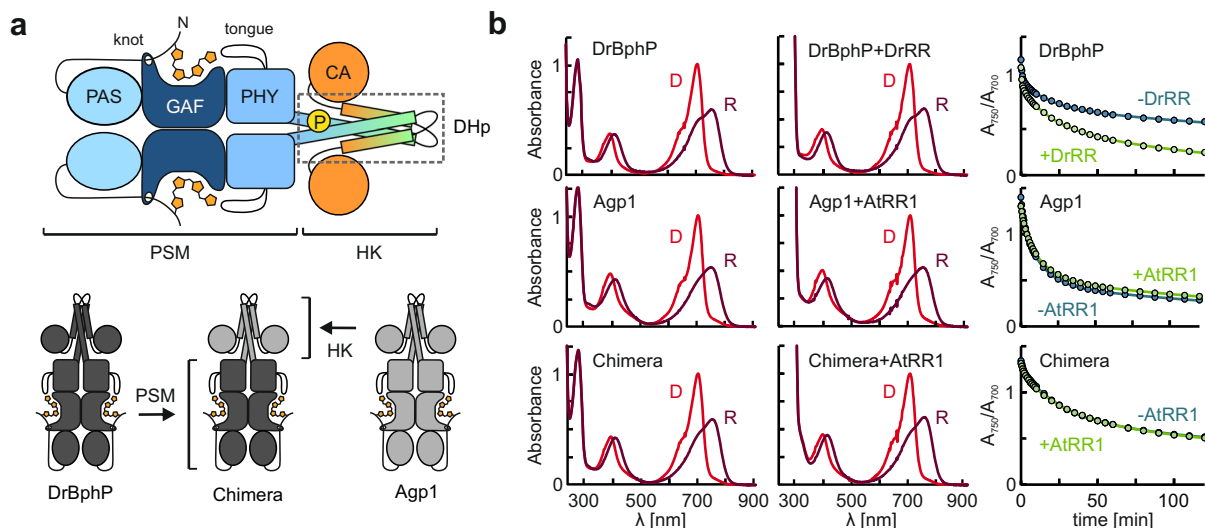 a
N
knot
tongue
CA
PAS
GAF
PHY
P
DHp
PSM
HK
HK
PSM
DrBphP
Chimera
Agp1
b
DrBphP
D
R
Absorbance
DrBphP+DrRR
D
R
Absorbance
DrBphP
1
0
A750/A700
-DrRR
+DrRR
Agp1
D
R
Absorbance
Agp1+AtRR1
D
R
Absorbance
Agp1
1
0
A750/A700
+AtRR1
-AtRR1
Chimera
D
R
Absorbance
300 500 700 900
λ [nm]
Chimera+AtRR1
D
R
Absorbance
300 500 700 900
λ [nm]
Chimera
1
0
A750/A700
-AtRR1
+AtRR1
0 50 100
time [min]